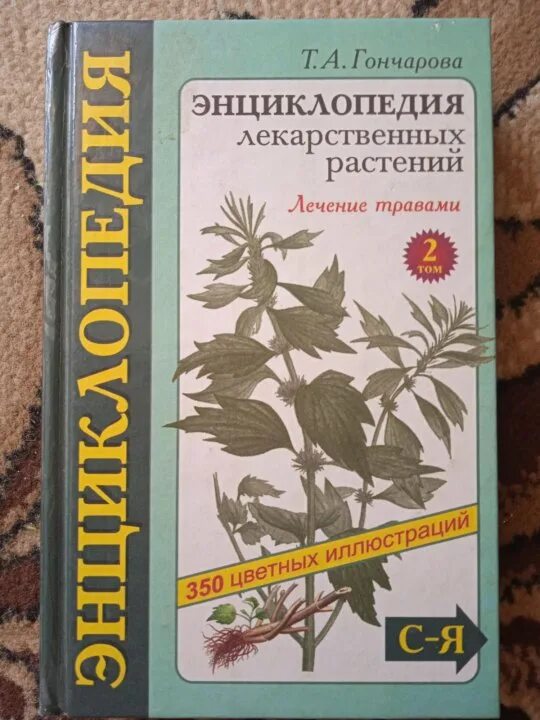 ЭНЦИКЛОПЕДИЯ
Т.А.Гончарова
ЭНЦИКЛОПЕДИЯ
лекарственных
растений
Лечение травами
2
том
350 цветных иллюстраций
С-Я